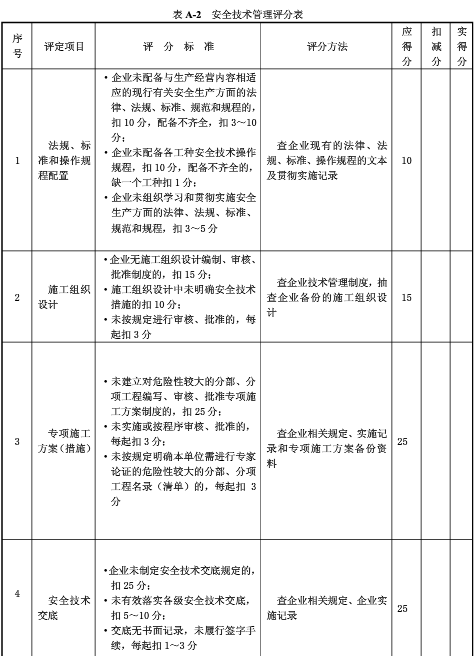 表 A-2 安全技术管理评分表
序号 评定项目 评 分 标 准 评分方法 应得分 扣减分 实得分
1
法规、标
准和操作规
程配置
·企业未配备与生产经营内容相适
应的现行有关安全生产方面的法
律、法规、标准、规范和规程的，
扣 10 分，配备不齐全，扣 3～10
分；
·企业未配备各工种安全技术操作
规程，扣 10 分，配备不齐全的，
缺一个工种扣 1 分；
·企业未组织学习和贯彻实施安全
生产方面的法律、法规、标准、
规范和规程，扣 3～5 分
查企业现有的法律、法
规、标准、操作规程的文本
及贯彻实施记录
10
2
施工组织
设计
·企业无施工组织设计编制、审核、
批准制度的，扣 15 分；
·施工组织设计中未明确安全技术
措施的扣 10 分；
·未按规定进行审核、批准的，每
起扣 3 分
查企业技术管理制度，抽
查企业备份的施工组织设
计
15
3
专项施工
方案（措施）
·未建立对危险性较大的分部、分
项工程编写、审核、批准专项施
工方案制度的，扣 25 分；
·未实施或按程序审核、批准的，
每起扣 3 分；
·未按规定明确本单位需进行专家
论证的危险性较大的分部、分项
工程名录（清单）的，每起扣 3
分
查企业相关规定、实施记
录和专项施工方案备份资
料
25
4
安全技术
交底
·企业未制定安全技术交底规定的，
扣 25 分；
·未有效落实各级安全技术交底，
扣 5～10 分；
·交底无书面记录，未履行签字手
续，每起扣 1～3 分
查企业相关规定、企业实
施记录
25